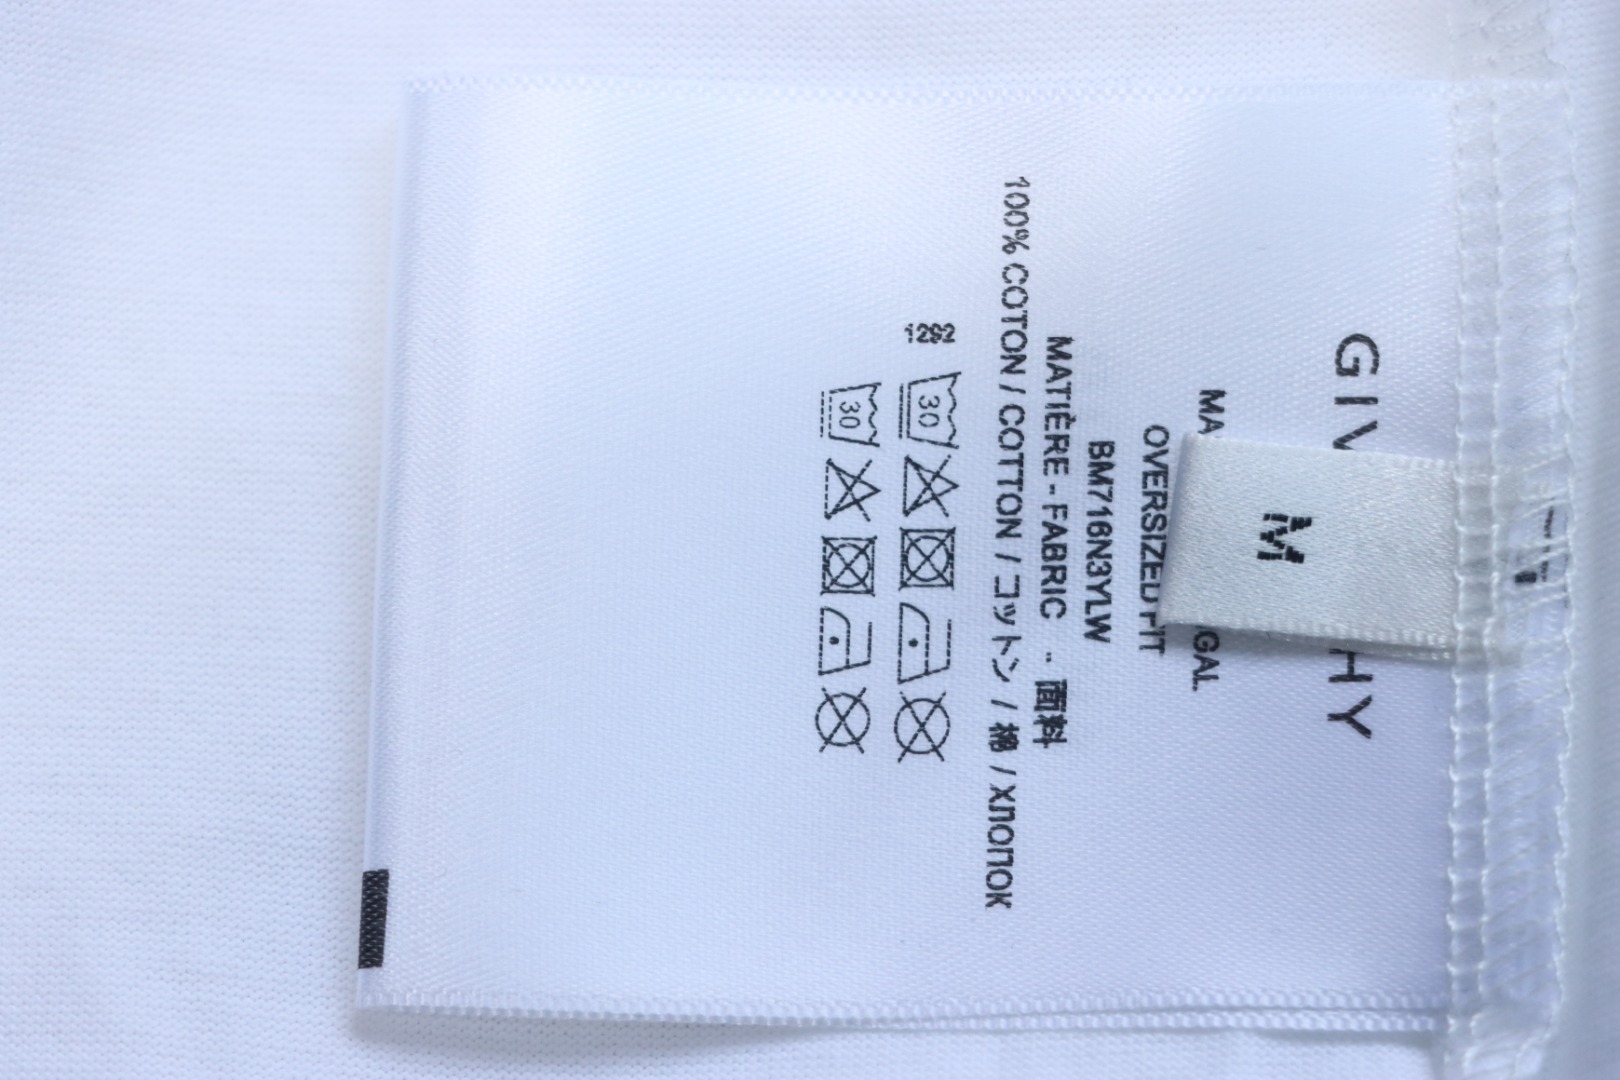 GIV HY
MA GAL
M
OVERSIZED FIT
BM716N3YLW
MATIÈRE - FABRIC -- 面料
100% COTON / COTTON / コットン / 棉 / ХЛОПОК
1292
30
30